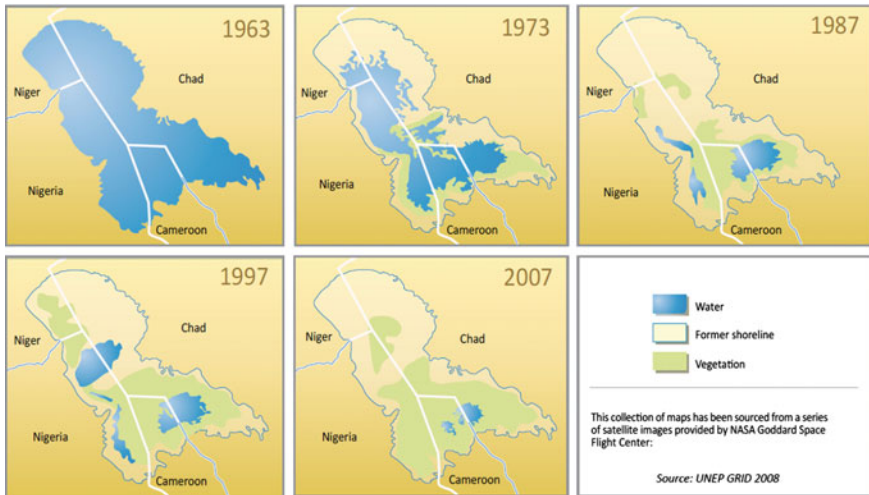 1963
Chad
Niger
Nigeria
Cameroon
1973
Chad
Niger
Nigeria
Cameroon
1987
Chad
Niger
Nigeria
Cameroon
1997
Chad
Niger
Nigeria
Cameroon
2007
Chad
Niger
Nigeria
Cameroon
Water
Former shoreline
Vegetation
This collection of maps has been sourced from a series
of satellite images provided by NASA Goddard Space
Flight Center:
Source: UNEP GRID 2008